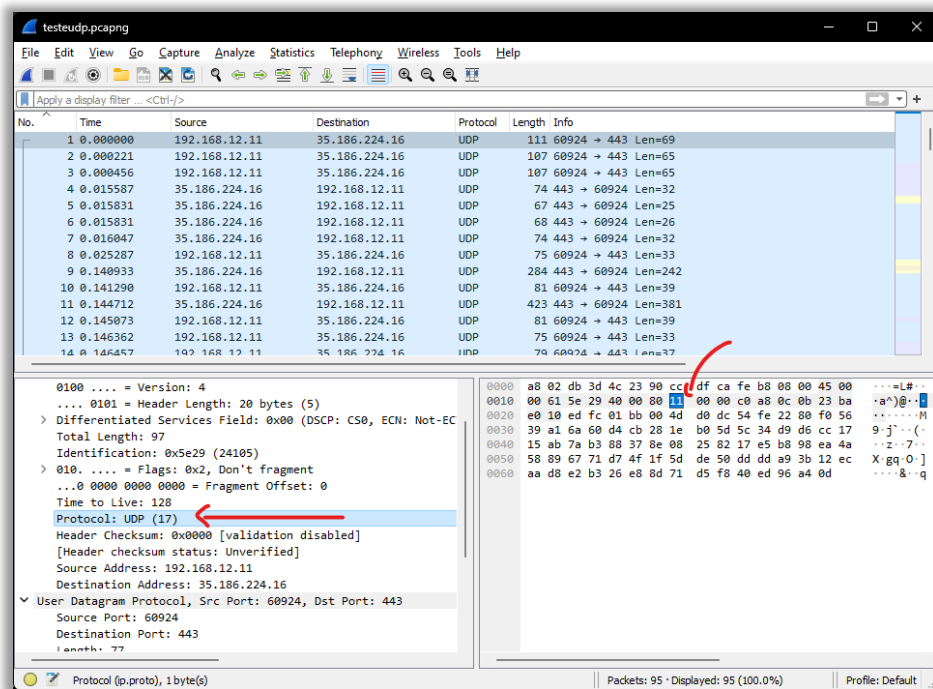 testeudp.pcapng
File Edit View Go Capture Analyze Statistics Telephony Wireless Tools Help
Apply a display filter ... <Ctrl-/>
No. Time Source Destination Protocol Length Info
1 0.000000 192.168.12.11 35.186.224.16 UDP 111 60924 → 443 Len=69
2 0.000221 192.168.12.11 35.186.224.16 UDP 107 60924 → 443 Len=65
3 0.000456 192.168.12.11 35.186.224.16 UDP 107 60924 → 443 Len=65
4 0.015587 35.186.224.16 192.168.12.11 UDP 74 443 → 60924 Len=32
5 0.015831 35.186.224.16 192.168.12.11 UDP 67 443 → 60924 Len=25
6 0.015831 35.186.224.16 192.168.12.11 UDP 68 443 → 60924 Len=26
7 0.016047 35.186.224.16 192.168.12.11 UDP 74 443 → 60924 Len=32
8 0.025287 192.168.12.11 35.186.224.16 UDP 75 60924 → 443 Len=33
9 0.140933 35.186.224.16 192.168.12.11 UDP 284 443 → 60924 Len=242
10 0.141290 192.168.12.11 35.186.224.16 UDP 81 60924 → 443 Len=39
11 0.144712 35.186.224.16 192.168.12.11 UDP 423 443 → 60924 Len=381
12 0.145073 192.168.12.11 35.186.224.16 UDP 81 60924 → 443 Len=39
13 0.146362 192.168.12.11 35.186.224.16 UDP 75 60924 → 443 Len=33
14 0.146457 192.168.12.11 35.186.224.16 UDP 79 60924 → 443 Len=37
0100 .... = Version: 4
.... 0101 = Header Length: 20 bytes (5)
Differentiated Services Field: 0x00 (DSCP: CS0, ECN: Not-EC
Total Length: 97
Identification: 0x5e29 (24105)
010. .... = Flags: 0x2, Don't fragment
...0 0000 0000 0000 = Fragment Offset: 0
Time to Live: 128
Protocol: UDP (17)
Header Checksum: 0x0000 [validation disabled]
[Header checksum status: Unverified]
Source Address: 192.168.12.11
Destination Address: 35.186.224.16
User Datagram Protocol, Src Port: 60924, Dst Port: 443
Source Port: 60924
Destination Port: 443
Length: 77
0000 a8 02 db 3d 4c 23 90 cc df ca fe b8 08 00 45 00 ···=L#··
0010 00 61 5e 29 40 00 80 11 00 00 c0 a8 0c 0b 23 ba ·a^)@···
0020 e0 10 ed fc 01 bb 00 4d d0 dc 54 fe 22 80 f0 56 ·······M
0030 39 a1 6a 60 d4 cb 28 1e b0 5d 5c 34 d9 d6 cc 17 9·j`··(·
0040 15 ab 7a b3 88 37 8e 08 25 82 17 e5 b8 98 ea 4a ··z··7··
0050 58 89 67 71 d7 4f 1f 5d de 50 dd dd a9 3b 12 ec X·gq·O·]
0060 aa d8 e2 b3 26 e8 8d 71 d5 f8 40 ed 96 a4 0d ····&··q
Protocol (ip.proto), 1 byte(s) Packets: 95 · Displayed: 95 (100.0%) Profile: Default